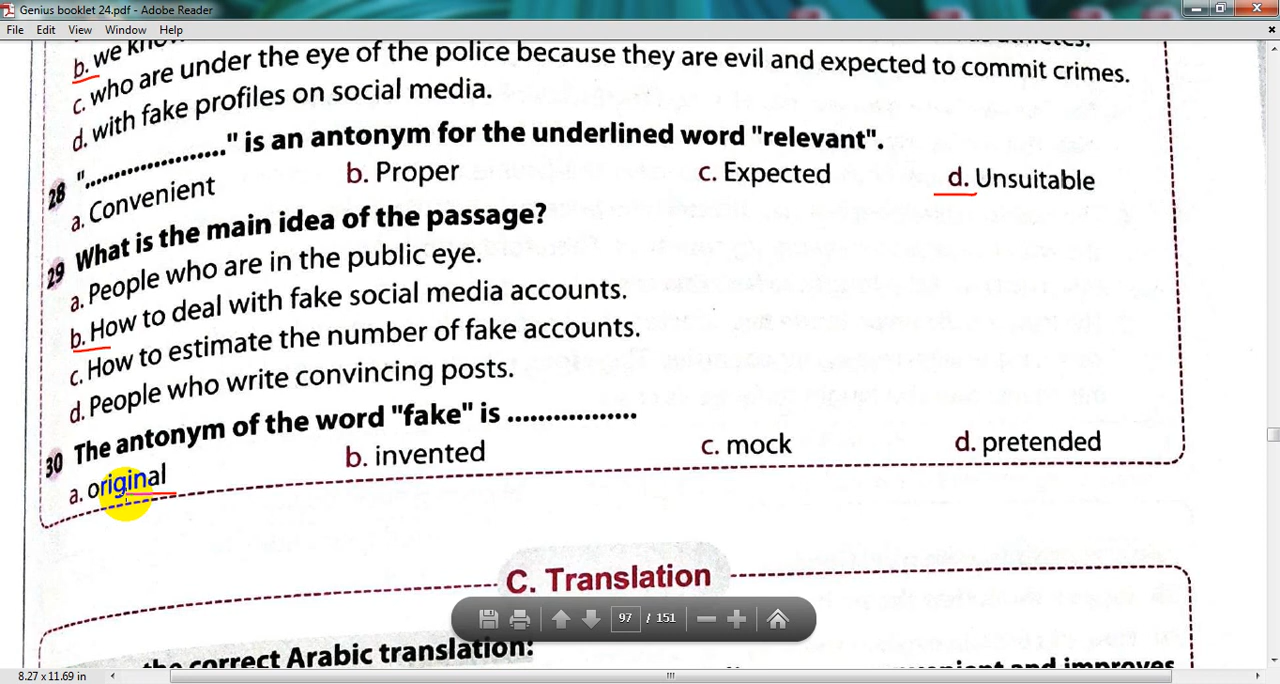 Genius booklet 24.pdf - Adobe Reader
File Edit View Window Help
b. we know
c. who are under the eye of the police because they are evil and expected to commit crimes.
d. with fake profiles on social media.
28 "...................." is an antonym for the underlined word "relevant".
a. Convenient b. Proper c. Expected d. Unsuitable
29 What is the main idea of the passage?
a. People who are in the public eye.
b. How to deal with fake social media accounts.
c. How to estimate the number of fake accounts.
d. People who write convincing posts.
30 The antonym of the word "fake" is ..................
a. original b. invented c. mock d. pretended
C. Translation
97 / 151
the correct Arabic translation:
and improves
8.27 x 11.69 in